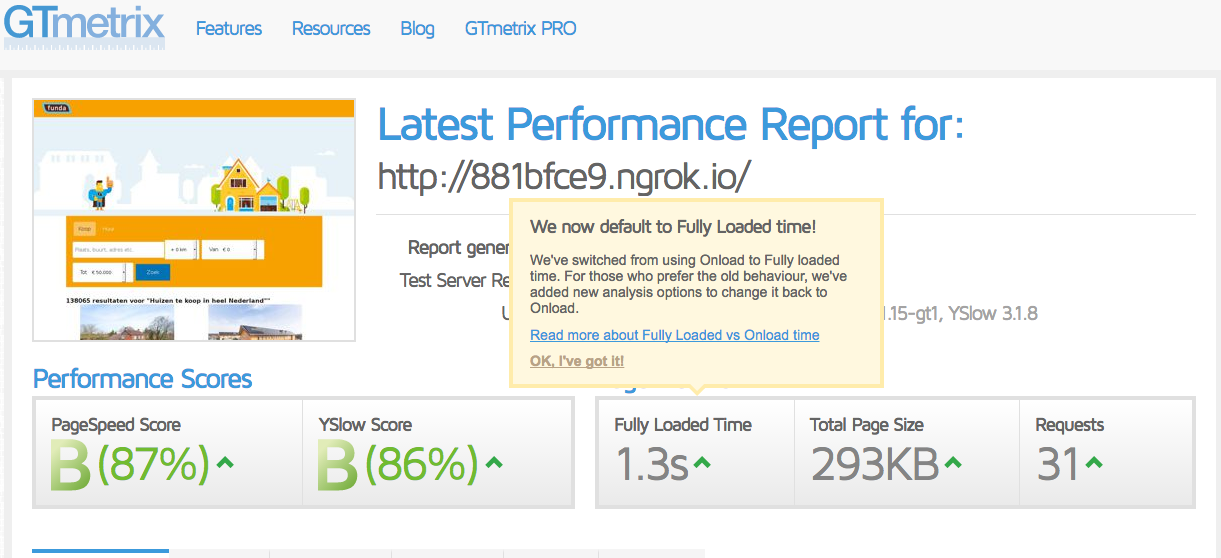 GTmetrix
Features Resources Blog GTmetrix PRO
funda
Koop Huur
Plaats, buurt, adres etc. + 0 km Van € 0
Tot € 50.000 Zoek
138065 resultaten voor "Huizen te koop in heel Nederland""
Latest Performance Report for:
http://881bfce9.ngrok.io/
Report gener
Test Server Re
U
1.15-gt1, YSlow 3.1.8
We now default to Fully Loaded time!
We've switched from using Onload to Fully loaded
time. For those who prefer the old behaviour, we've
added new analysis options to change it back to
Onload.
Read more about Fully Loaded vs Onload time
OK, I've got it!
Performance Scores
PageSpeed Score
B (87%)
YSlow Score
B (86%)
Fully Loaded Time
1.3s
Total Page Size
293KB
Requests
31